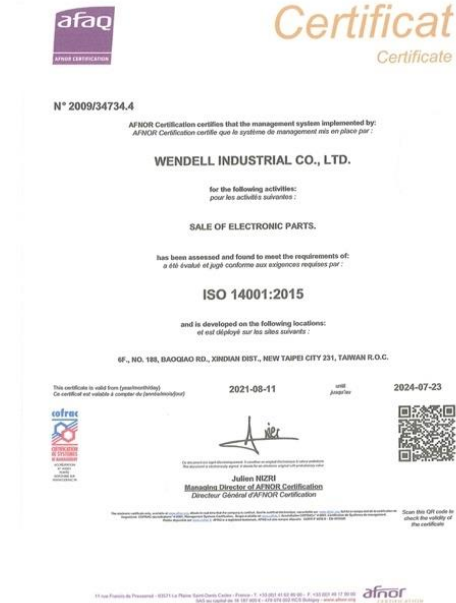 afaq
AFNOR CERTIFICATION
Certificat
Certificate
N° 2009/34734.4
AFNOR Certification certifies that the management system implemented by:
AFNOR Certification certifie que le système de management mis en place par :
WENDELL INDUSTRIAL CO., LTD.
for the following activities:
pour les activités suivantes :
SALE OF ELECTRONIC PARTS.
has been assessed and found to meet the requirements of:
a été évalué et jugé conforme aux exigences requises par :
ISO 14001:2015
and is developed on the following locations:
et est déployé sur les sites suivants :
6F., NO. 188, BAOQIAO RD., XINDIAN DIST., NEW TAIPEI CITY 231, TAIWAN R.O.C.
This certificate is valid from (year/month/day)
Ce certificat est valable à compter du (année/mois/jour)
2021-08-11
until
jusqu'au
2024-07-23
cofrac
CERTIFICATION
DE SYSTEMES
DE MANAGEMENT
Julien NIZRI
Managing Director of AFNOR Certification
Directeur Général d'AFNOR Certification
Scan this QR code to
check the validity of
the certificate
afnor
CERTIFICATION